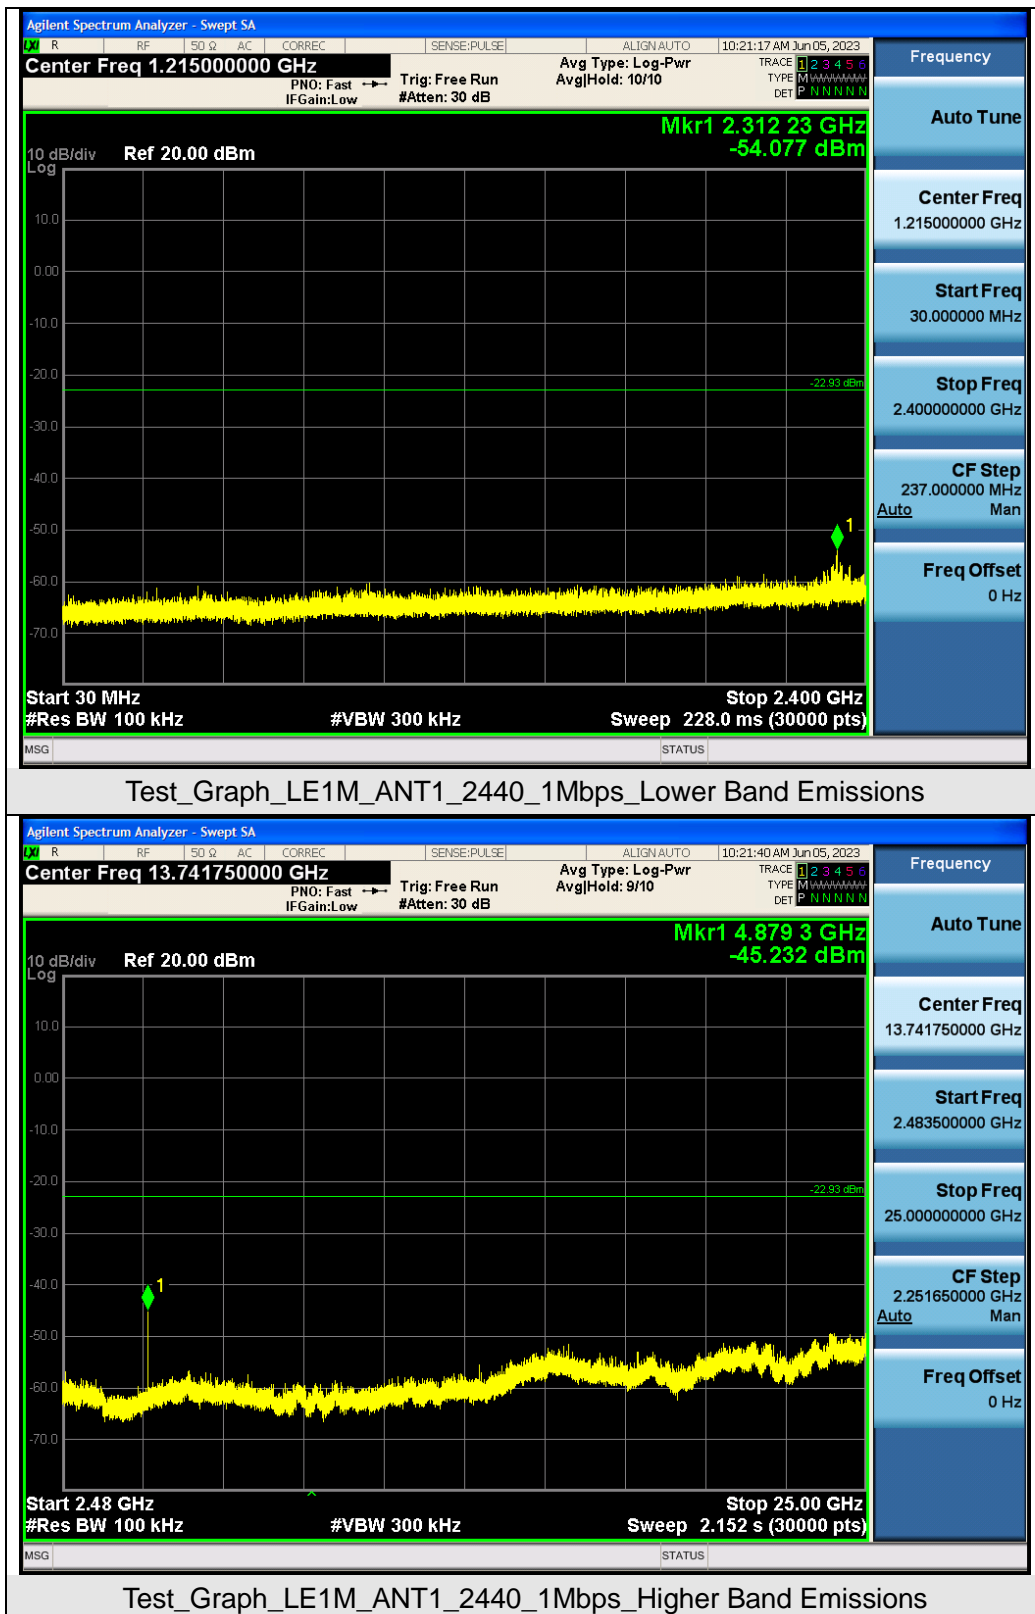 Agilent Spectrum Analyzer - Swept SA
LXI R RF 50 Ω AC CORREC SENSE:PULSE ALIGN AUTO 10:21:17 AM Jun 05, 2023
Center Freq 1.215000000 GHz
PNO: Fast
IFGain:Low
Trig: Free Run
#Atten: 30 dB
Avg Type: Log-Pwr
Avg|Hold: 10/10
TRACE 1 2 3 4 5 6
TYPE M WWWWW
DET P N N N N N
Mkr1 2.312 23 GHz
-54.077 dBm
10 dB/div Ref 20.00 dBm
Log
10.0
0.00
-10.0
-20.0
-22.93 dBm
-30.0
-40.0
-50.0
1
-60.0
-70.0
Start 30 MHz Stop 2.400 GHz
#Res BW 100 kHz #VBW 300 kHz Sweep 228.0 ms (30000 pts)
MSG STATUS
Frequency
Auto Tune
Center Freq
1.215000000 GHz
Start Freq
30.000000 MHz
Stop Freq
2.400000000 GHz
CF Step
237.000000 MHz
Auto Man
Freq Offset
0 Hz
Test_Graph_LE1M_ANT1_2440_1Mbps_Lower Band Emissions
Agilent Spectrum Analyzer - Swept SA
LXI R RF 50 Ω AC CORREC SENSE:PULSE ALIGN AUTO 10:21:40 AM Jun 05, 2023
Center Freq 13.741750000 GHz
PNO: Fast
IFGain:Low
Trig: Free Run
#Atten: 30 dB
Avg Type: Log-Pwr
Avg|Hold: 9/10
TRACE 1 2 3 4 5 6
TYPE M WWWWW
DET P N N N N N
Mkr1 4.879 3 GHz
-45.232 dBm
10 dB/div Ref 20.00 dBm
Log
10.0
0.00
-10.0
-20.0
-22.93 dBm
-30.0
-40.0
1
-50.0
-60.0
-70.0
Start 2.48 GHz Stop 25.00 GHz
#Res BW 100 kHz #VBW 300 kHz Sweep 2.152 s (30000 pts)
MSG STATUS
Frequency
Auto Tune
Center Freq
13.741750000 GHz
Start Freq
2.483500000 GHz
Stop Freq
25.000000000 GHz
CF Step
2.251650000 GHz
Auto Man
Freq Offset
0 Hz
Test_Graph_LE1M_ANT1_2440_1Mbps_Higher Band Emissions